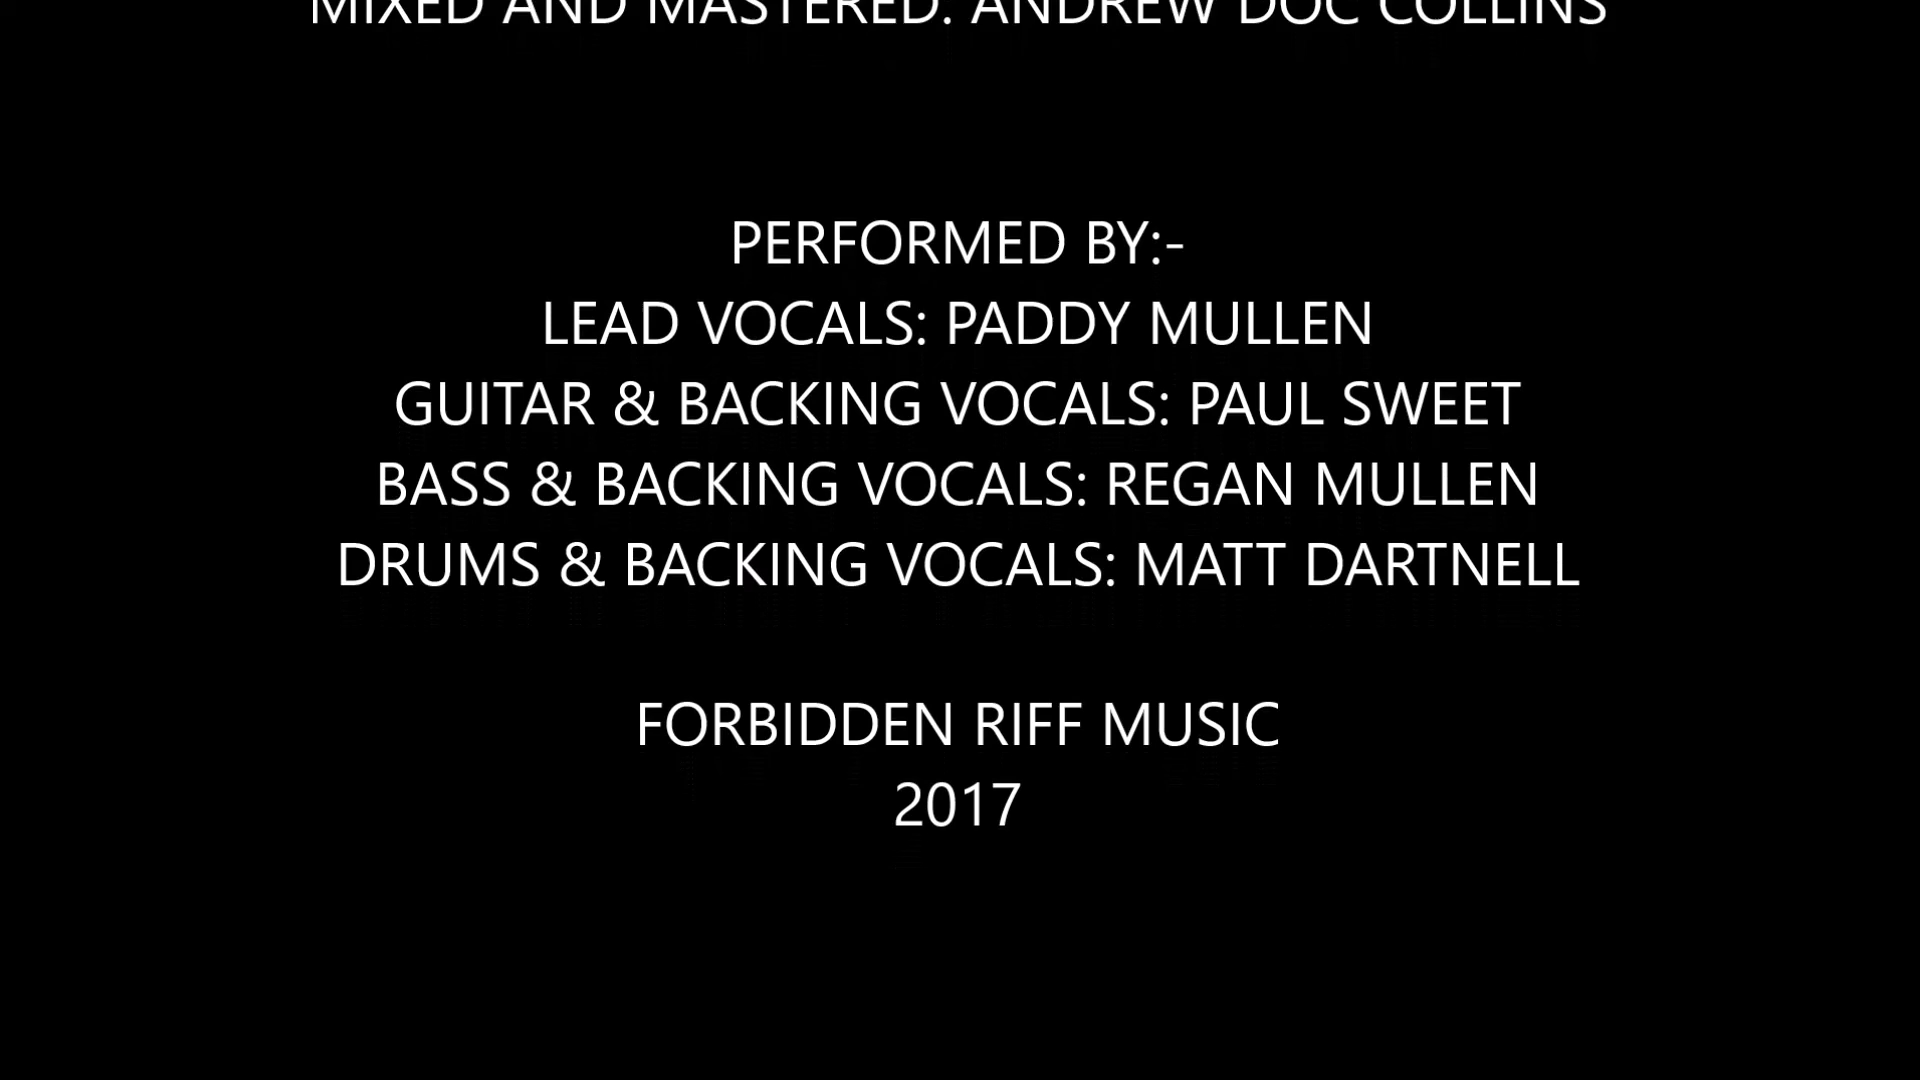 MIXED AND MASTERED: ANDREW DOC COLLINS
PERFORMED BY:-
LEAD VOCALS: PADDY MULLEN
GUITAR & BACKING VOCALS: PAUL SWEET
BASS & BACKING VOCALS: REGAN MULLEN
DRUMS & BACKING VOCALS: MATT DARTNELL
FORBIDDEN RIFF MUSIC
2017